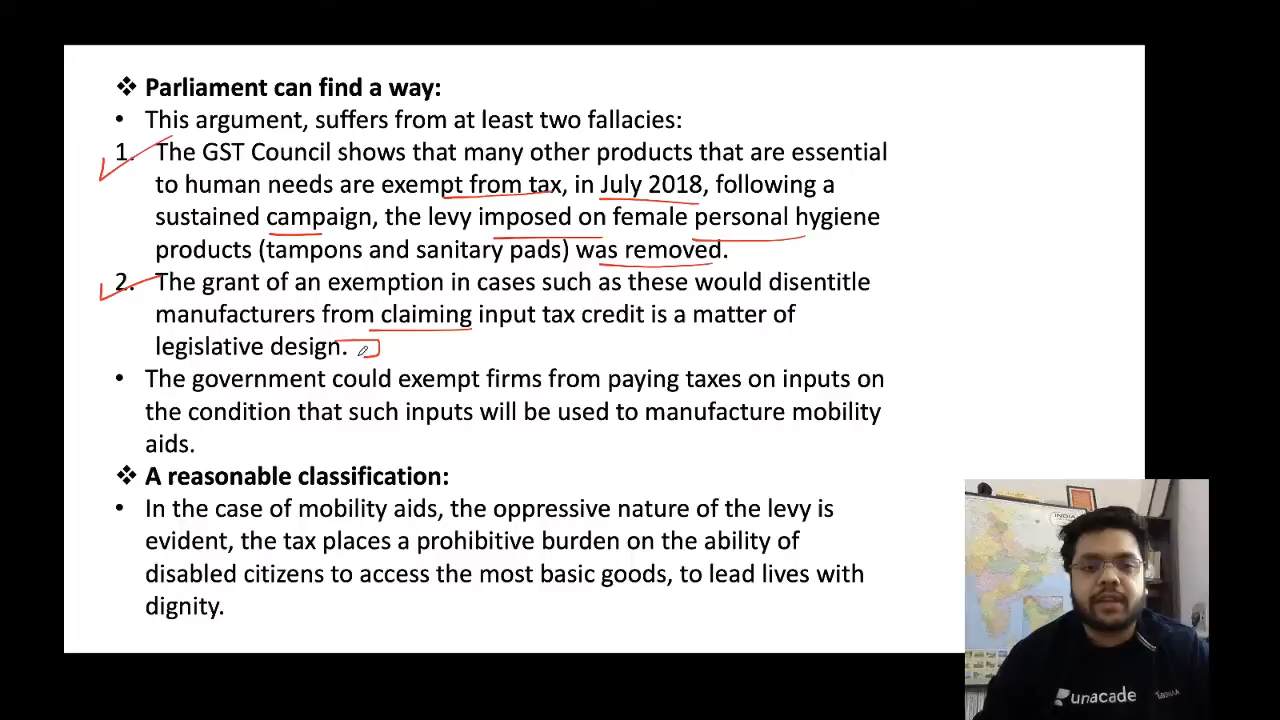 ❖ Parliament can find a way:
• This argument, suffers from at least two fallacies:
1. The GST Council shows that many other products that are essential
to human needs are exempt from tax, in July 2018, following a
sustained campaign, the levy imposed on female personal hygiene
products (tampons and sanitary pads) was removed.
2. The grant of an exemption in cases such as these would disentitle
manufacturers from claiming input tax credit is a matter of
legislative design.
• The government could exempt firms from paying taxes on inputs on
the condition that such inputs will be used to manufacture mobility
aids.
❖ A reasonable classification:
• In the case of mobility aids, the oppressive nature of the levy is
evident, the tax places a prohibitive burden on the ability of
disabled citizens to access the most basic goods, to lead lives with
dignity.
INDIA
unacade